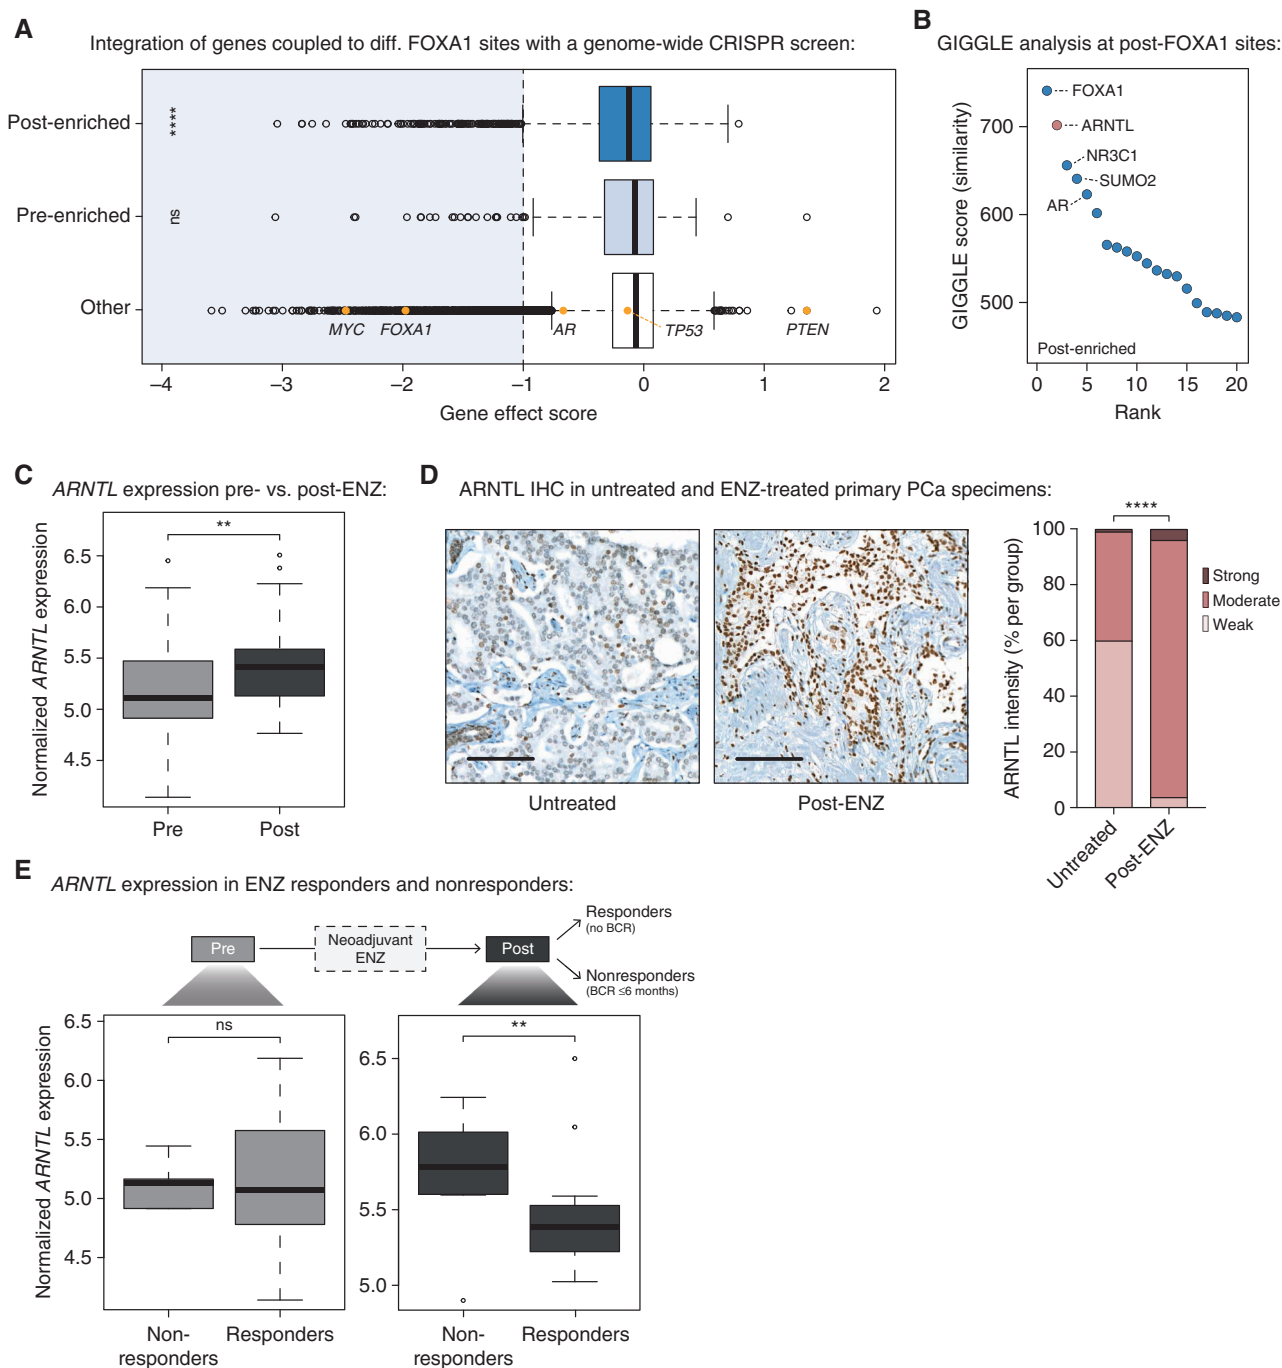 A
Integration of genes coupled to diff. FOXA1 sites with a genome-wide CRISPR screen:
Post-enriched
****
Pre-enriched
ns
Other
MYC FOXA1 AR TP53 PTEN
−4 −3 −2 −1 0 1 2
Gene effect score
B
GIGGLE analysis at post-FOXA1 sites:
GIGGLE score (similarity)
700
600
500
FOXA1
ARNTL
NR3C1
SUMO2
AR
Post-enriched
0 5 10 15 20
Rank
C
ARNTL expression pre- vs. post-ENZ:
Normalized ARNTL expression
**
6.5
6.0
5.5
5.0
4.5
Pre Post
D
ARNTL IHC in untreated and ENZ-treated primary PCa specimens:
Untreated Post-ENZ
ARNTL intensity (% per group)
****
100
80
60
40
20
0
Strong
Moderate
Weak
Untreated Post-ENZ
E
ARNTL expression in ENZ responders and nonresponders:
Pre
Neoadjuvant
ENZ
Post
Responders
(no BCR)
Nonresponders
(BCR ≤6 months)
Normalized ARNTL expression
ns
6.5
6.0
5.5
5.0
4.5
Non-
responders
Responders
**
6.5
6.0
5.5
5.0
Non-
responders
Responders